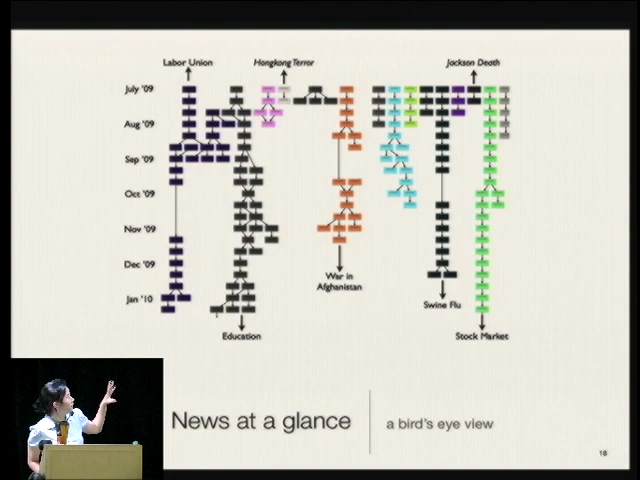 Labor Union
Hongkong Terror
Jackson Death
July '09
Aug '09
Sep '09
Oct '09
Nov '09
Dec '09
Jan '10
War in
Afghanistan
Swine Flu
Education
Stock Market
News at a glance
a bird's eye view
18